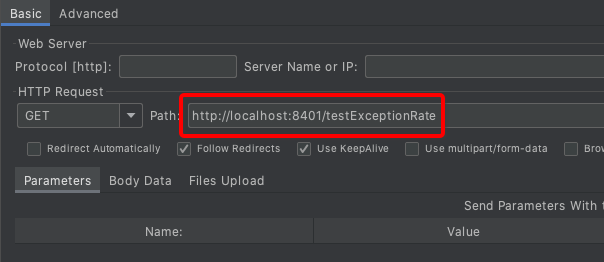 Basic Advanced
Web Server
Protocol [http]: Server Name or IP:
HTTP Request
GET Path: http://localhost:8401/testExceptionRate
Redirect Automatically Follow Redirects Use KeepAlive Use multipart/form-data Brow
Parameters Body Data Files Upload
Send Parameters With t
Name: Value